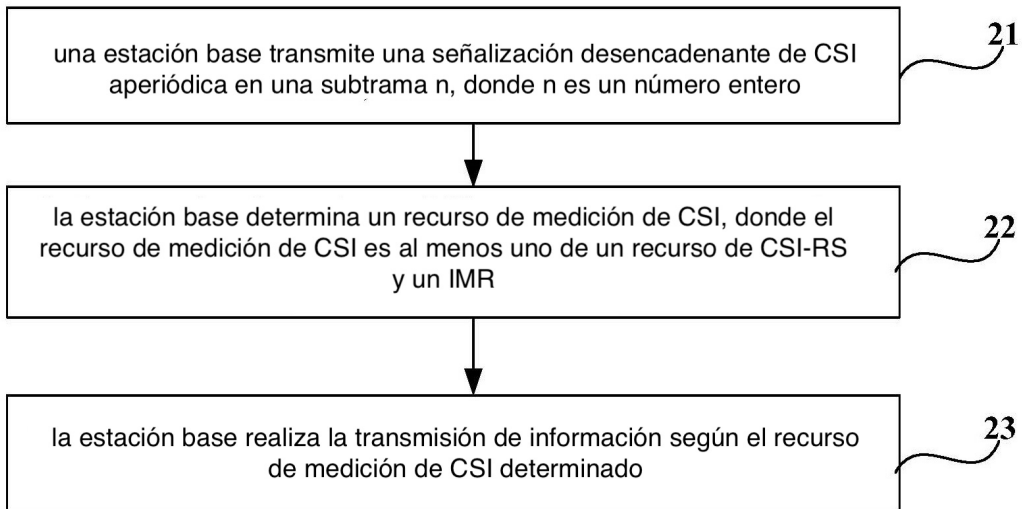 una estación base transmite una señalización desencadenante de CSI
aperiódica en una subtrama n, donde n es un número entero
21
la estación base determina un recurso de medición de CSI, donde el
recurso de medición de CSI es al menos uno de un recurso de CSI-RS
y un IMR
22
la estación base realiza la transmisión de información según el recurso
de medición de CSI determinado
23